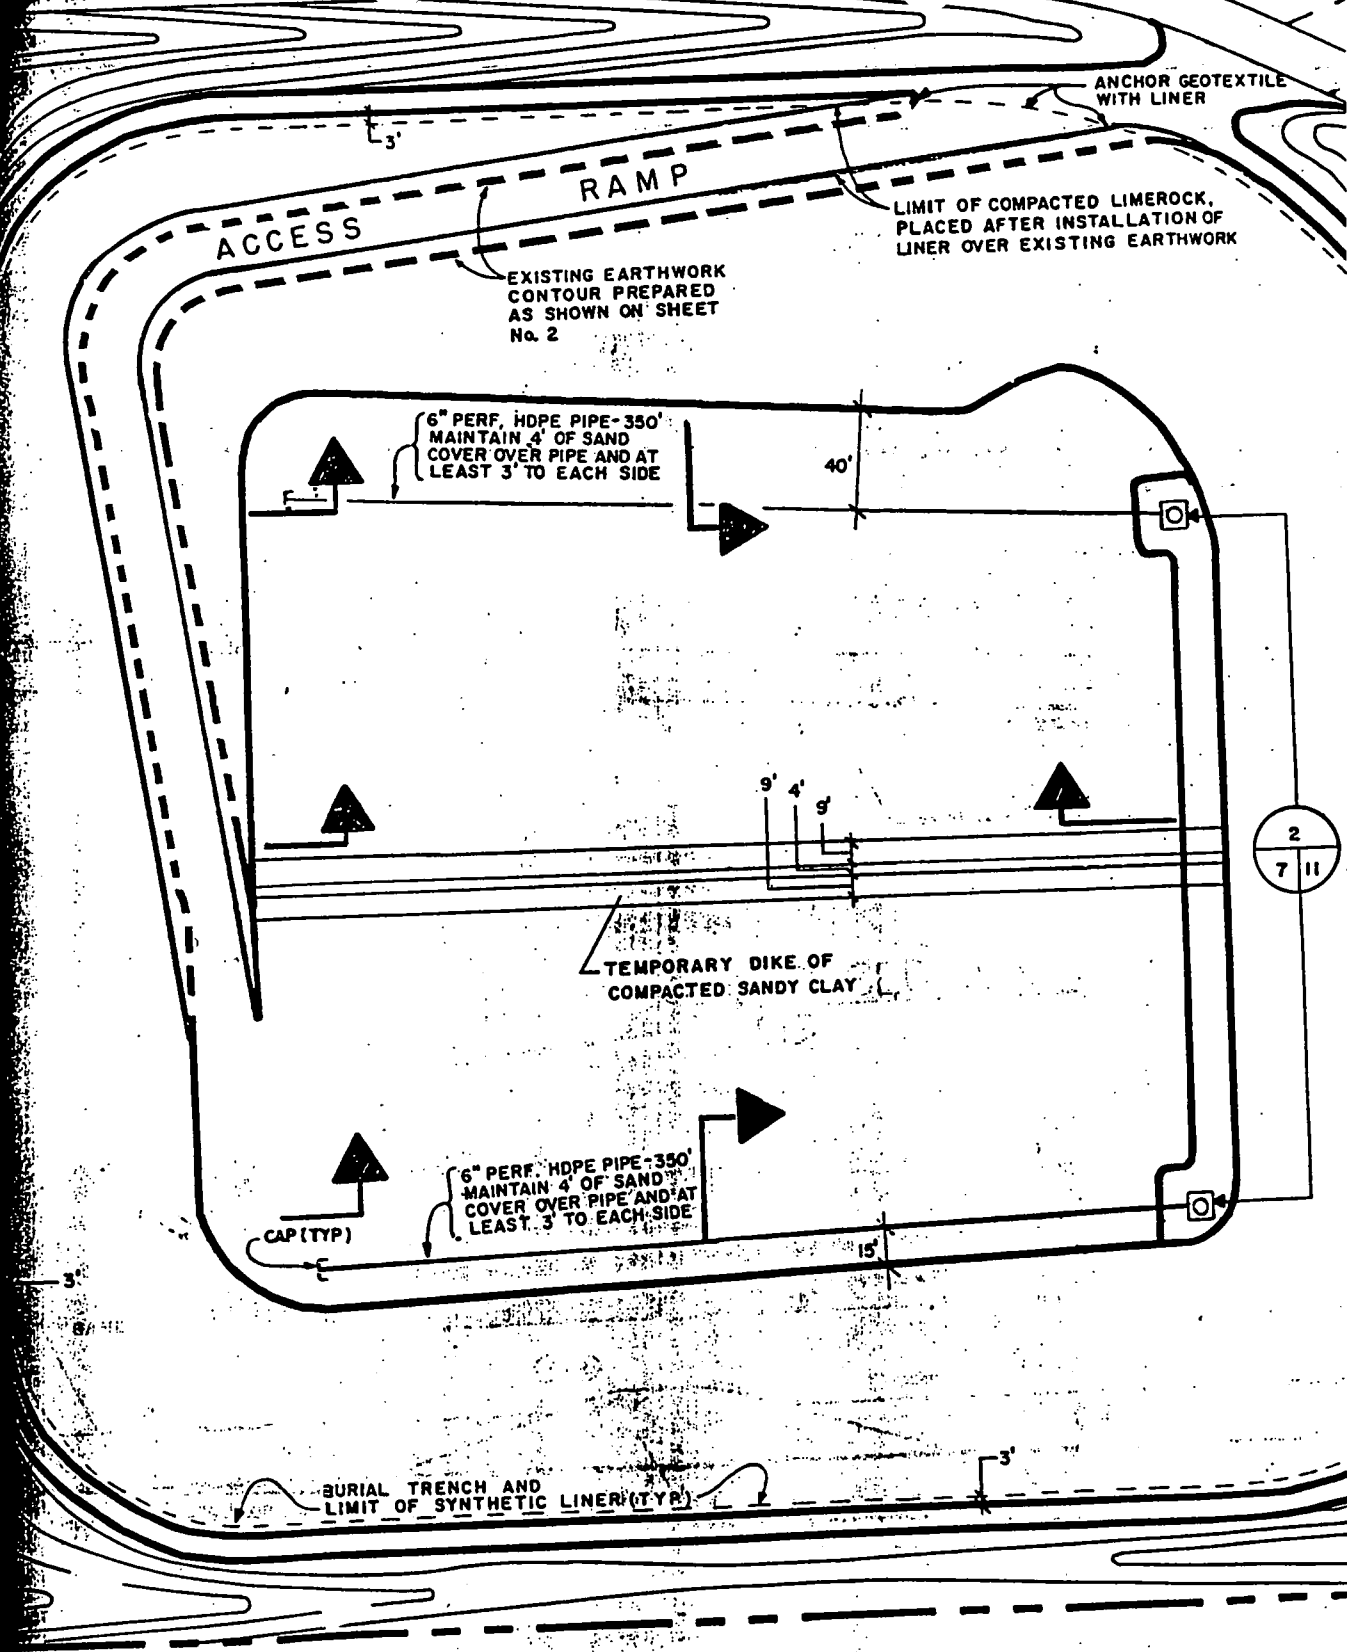 ANCHOR GEOTEXTILE
WITH LINER
3'
ACCESS RAMP
LIMIT OF COMPACTED LIMEROCK,
PLACED AFTER INSTALLATION OF
LINER OVER EXISTING EARTHWORK
EXISTING EARTHWORK
CONTOUR PREPARED
AS SHOWN ON SHEET
No. 2
6" PERF. HDPE PIPE-350'
MAINTAIN 4' OF SAND
COVER OVER PIPE AND AT
LEAST 3' TO EACH SIDE
40'
9'
4'
9'
2
7 11
TEMPORARY DIKE OF
COMPACTED SANDY CLAY
6" PERF. HDPE PIPE-350'
MAINTAIN 4' OF SAND
COVER OVER PIPE AND AT
LEAST 3' TO EACH SIDE
CAP (TYP)
15'
3'
3'
BURIAL TRENCH AND
LIMIT OF SYNTHETIC LINER (TYP)